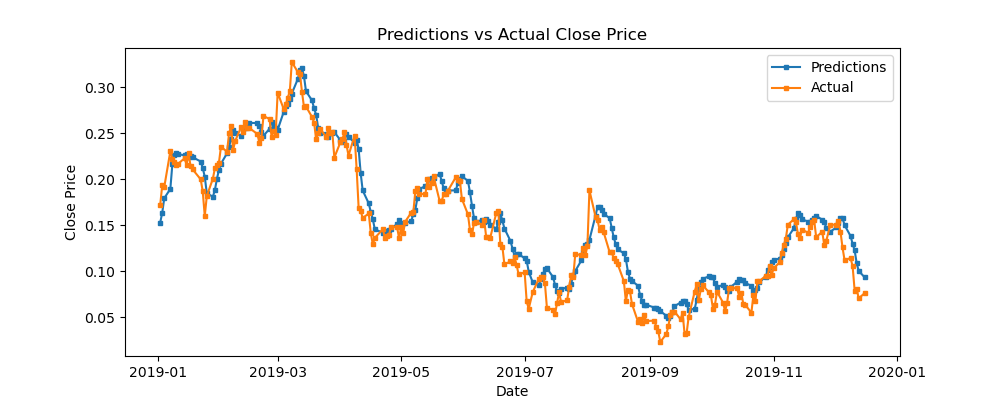 Predictions vs Actual Close Price
Predictions
Actual
Close Price
0.30
0.25
0.20
0.15
0.10
0.05
2019-01
2019-03
2019-05
2019-07
2019-09
2019-11
2020-01
Date